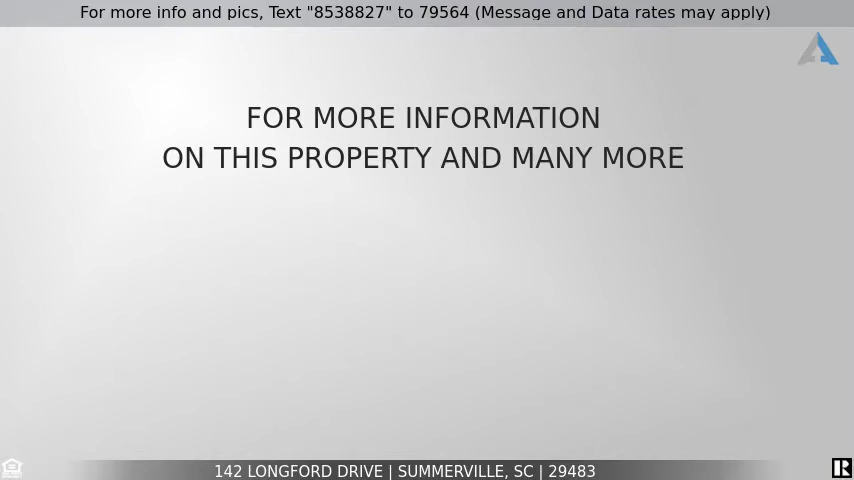 For more info and pics, Text "8538827" to 79564 (Message and Data rates may apply)
FOR MORE INFORMATION
ON THIS PROPERTY AND MANY MORE
142 LONGFORD DRIVE | SUMMERVILLE, SC | 29483